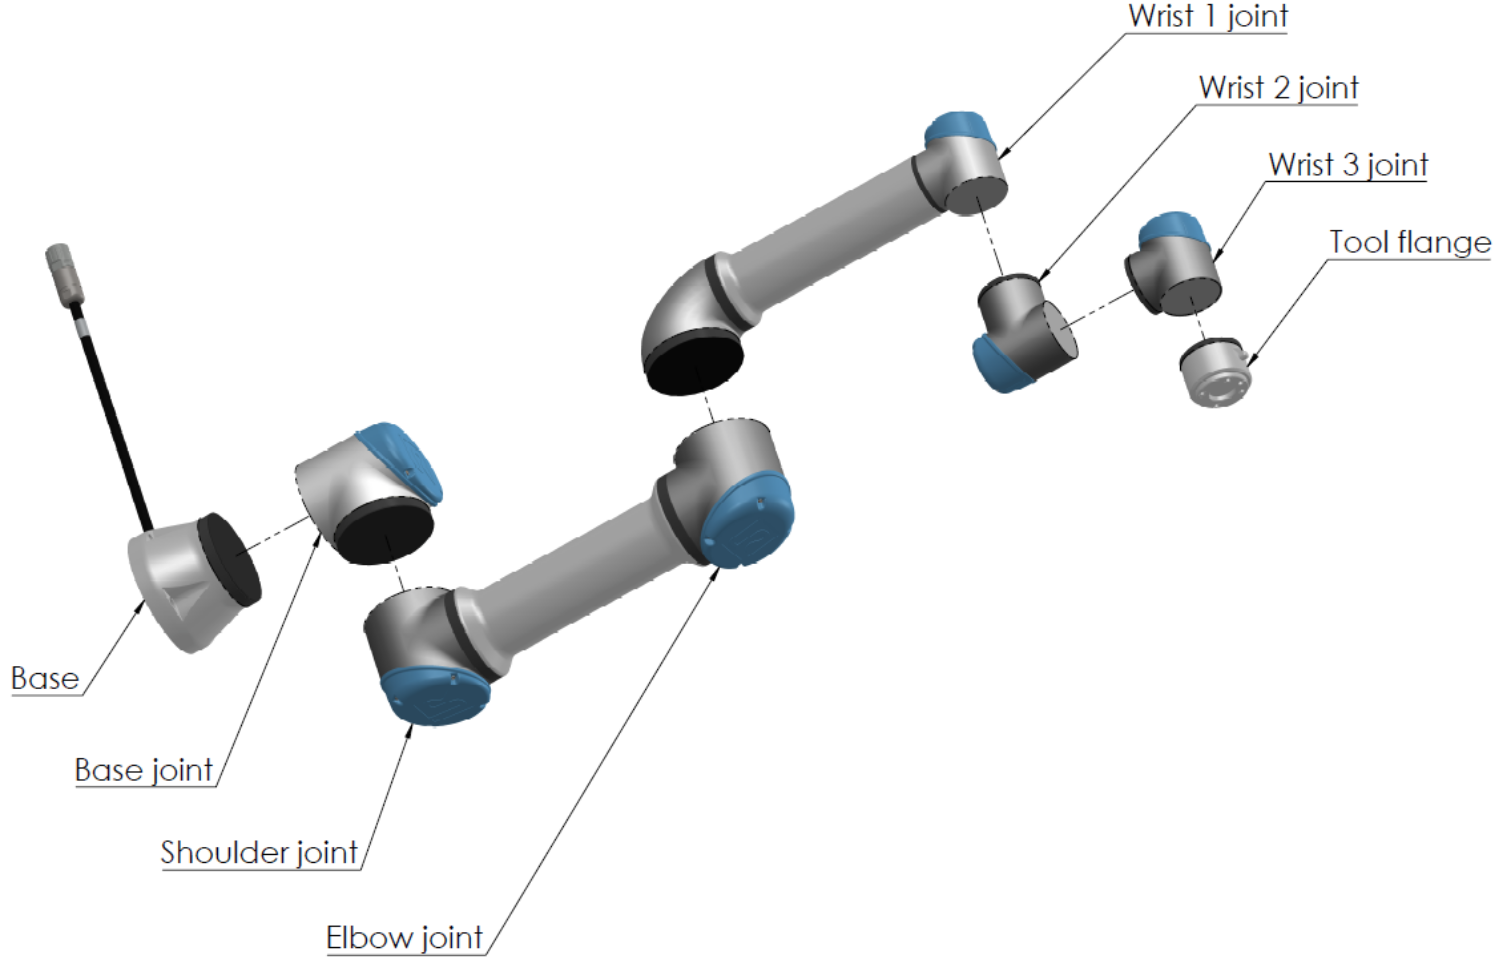 Wrist 1 joint
Wrist 2 joint
Wrist 3 joint
Tool flange
Base
Base joint
Shoulder joint
Elbow joint